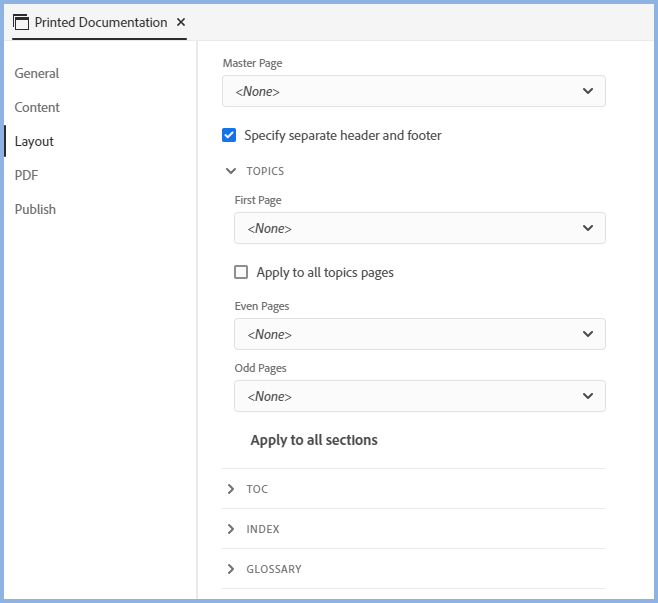 Printed Documentation
General
Content
Layout
PDF
Publish
Master Page
<None>
Specify separate header and footer
TOPICS
First Page
<None>
Apply to all topics pages
Even Pages
<None>
Odd Pages
<None>
Apply to all sections
TOC
INDEX
GLOSSARY